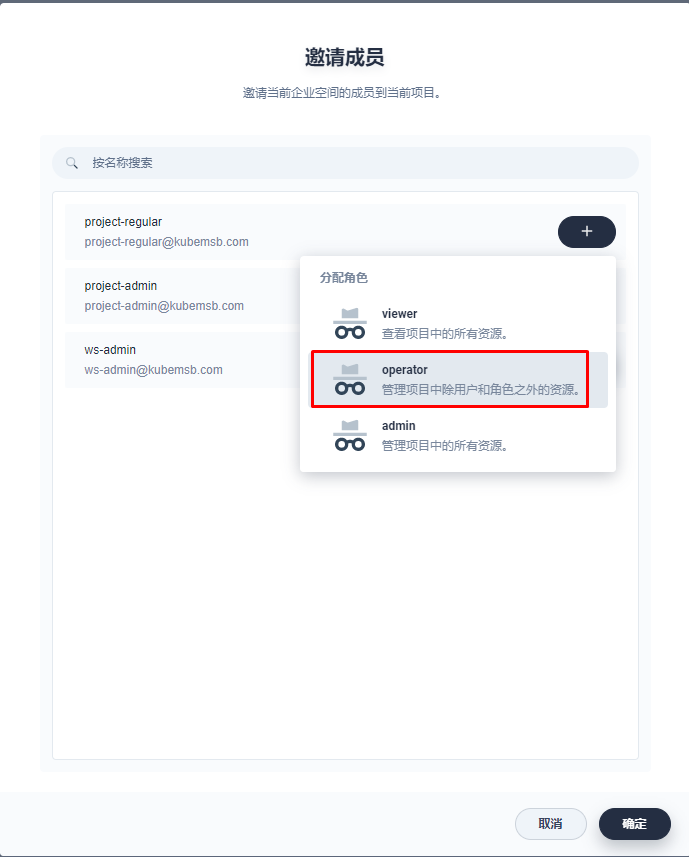 邀请成员
邀请当前企业空间的成员到当前项目。
按名称搜索
project-regular
project-regular@kubemsb.com
project-admin
project-admin@kubemsb.com
ws-admin
ws-admin@kubemsb.com
分配角色
viewer
查看项目中的所有资源。
operator
管理项目中除用户和角色之外的资源。
admin
管理项目中的所有资源。
取消
确定